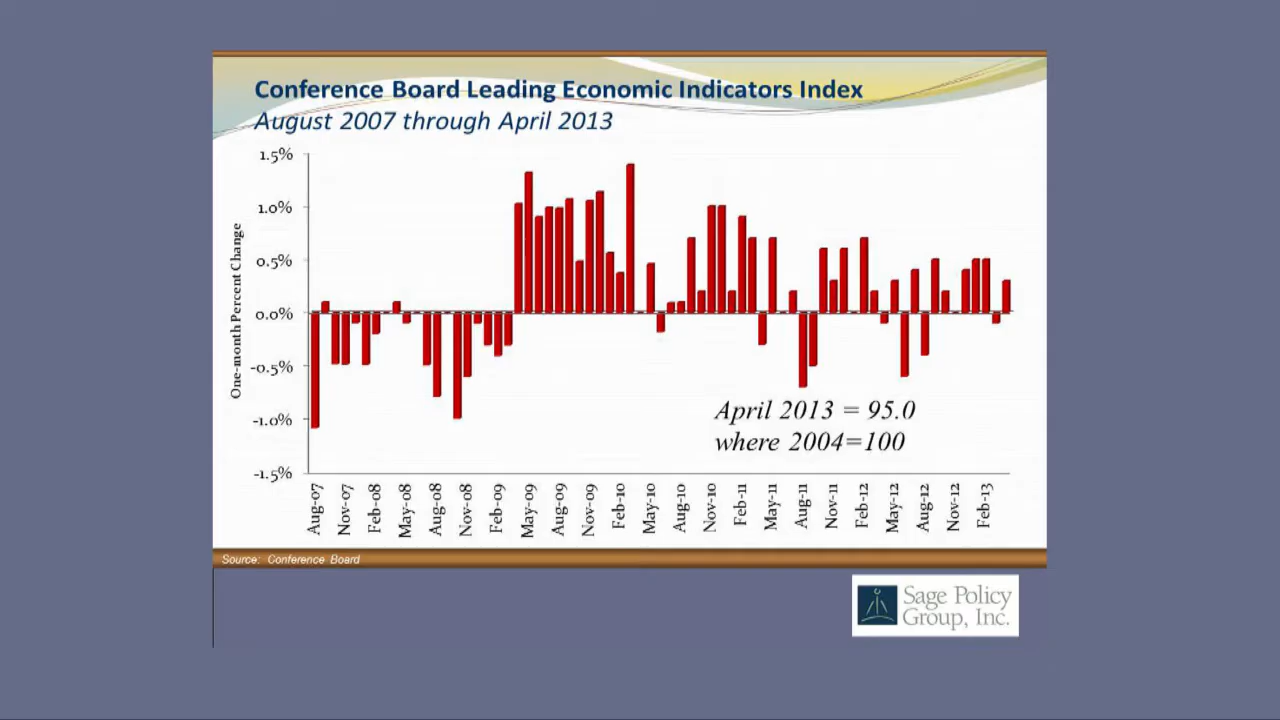 Conference Board Leading Economic Indicators Index
August 2007 through April 2013
One-month Percent Change
1.5%
1.0%
0.5%
0.0%
-0.5%
-1.0%
-1.5%
April 2013 = 95.0
where 2004=100
Aug-07
Nov-07
Feb-08
May-08
Aug-08
Nov-08
Feb-09
May-09
Aug-09
Nov-09
Feb-10
May-10
Aug-10
Nov-10
Feb-11
May-11
Aug-11
Nov-11
Feb-12
May-12
Aug-12
Nov-12
Feb-13
Source: Conference Board
Sage Policy
Group, Inc.